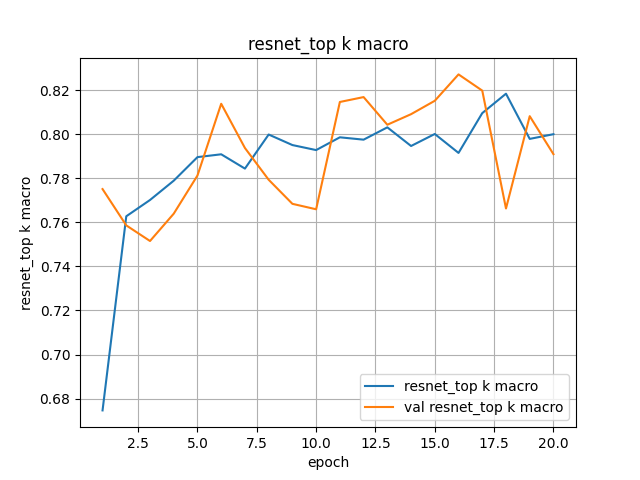 resnet_top k macro
resnet_top k macro
0.82
0.80
0.78
0.76
0.74
0.72
0.70
0.68
2.5 5.0 7.5 10.0 12.5 15.0 17.5 20.0
epoch
resnet_top k macro
val resnet_top k macro